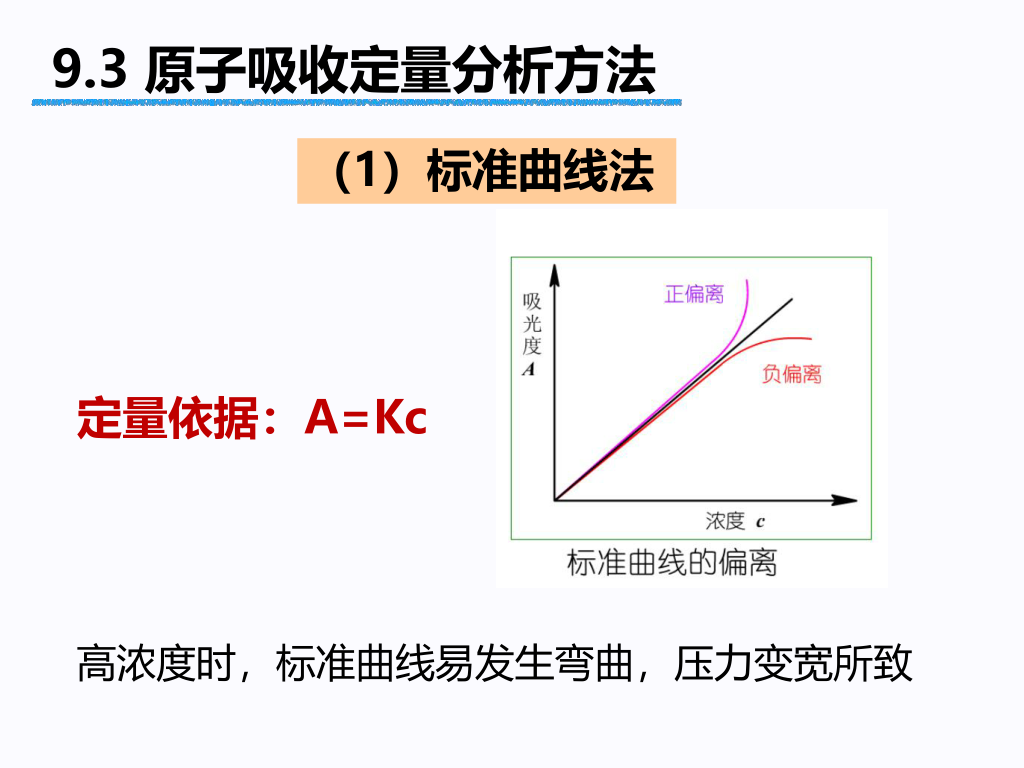 9.3 原子吸收定量分析方法
（1）标准曲线法
吸
光
度
A
正偏离
负偏离
定量依据：A=Kc
浓度 c
标准曲线的偏离
高浓度时，标准曲线易发生弯曲，压力变宽所致